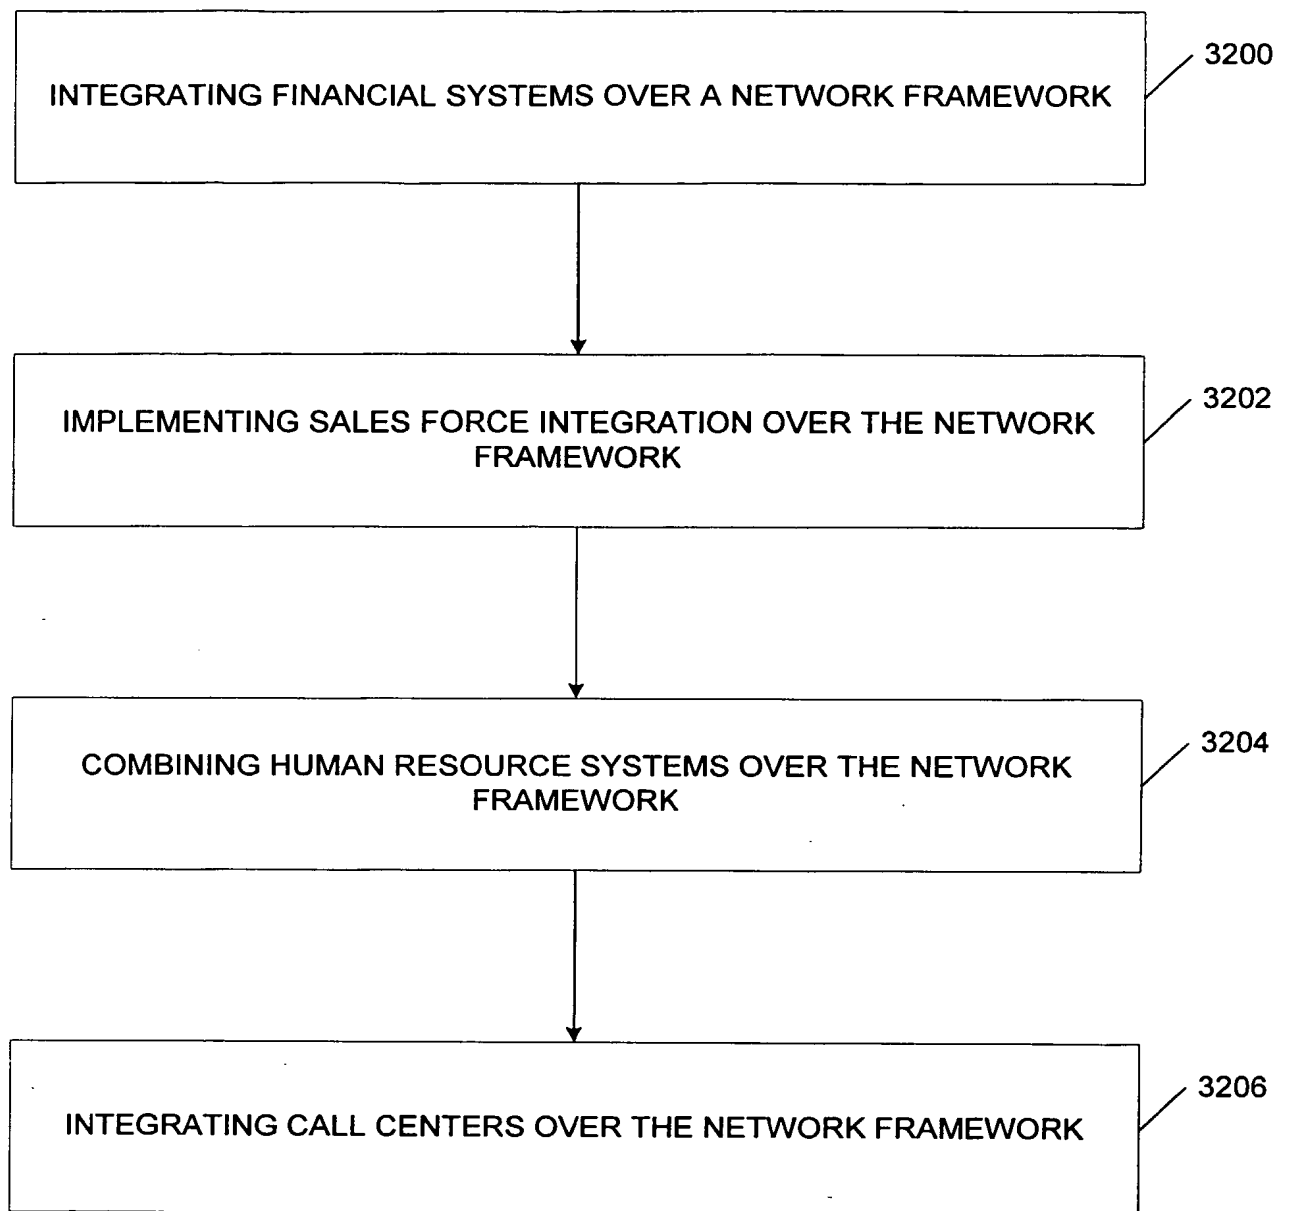 INTEGRATING FINANCIAL SYSTEMS OVER A NETWORK FRAMEWORK
3200
IMPLEMENTING SALES FORCE INTEGRATION OVER THE NETWORK
FRAMEWORK
3202
COMBINING HUMAN RESOURCE SYSTEMS OVER THE NETWORK
FRAMEWORK
3204
INTEGRATING CALL CENTERS OVER THE NETWORK FRAMEWORK
3206